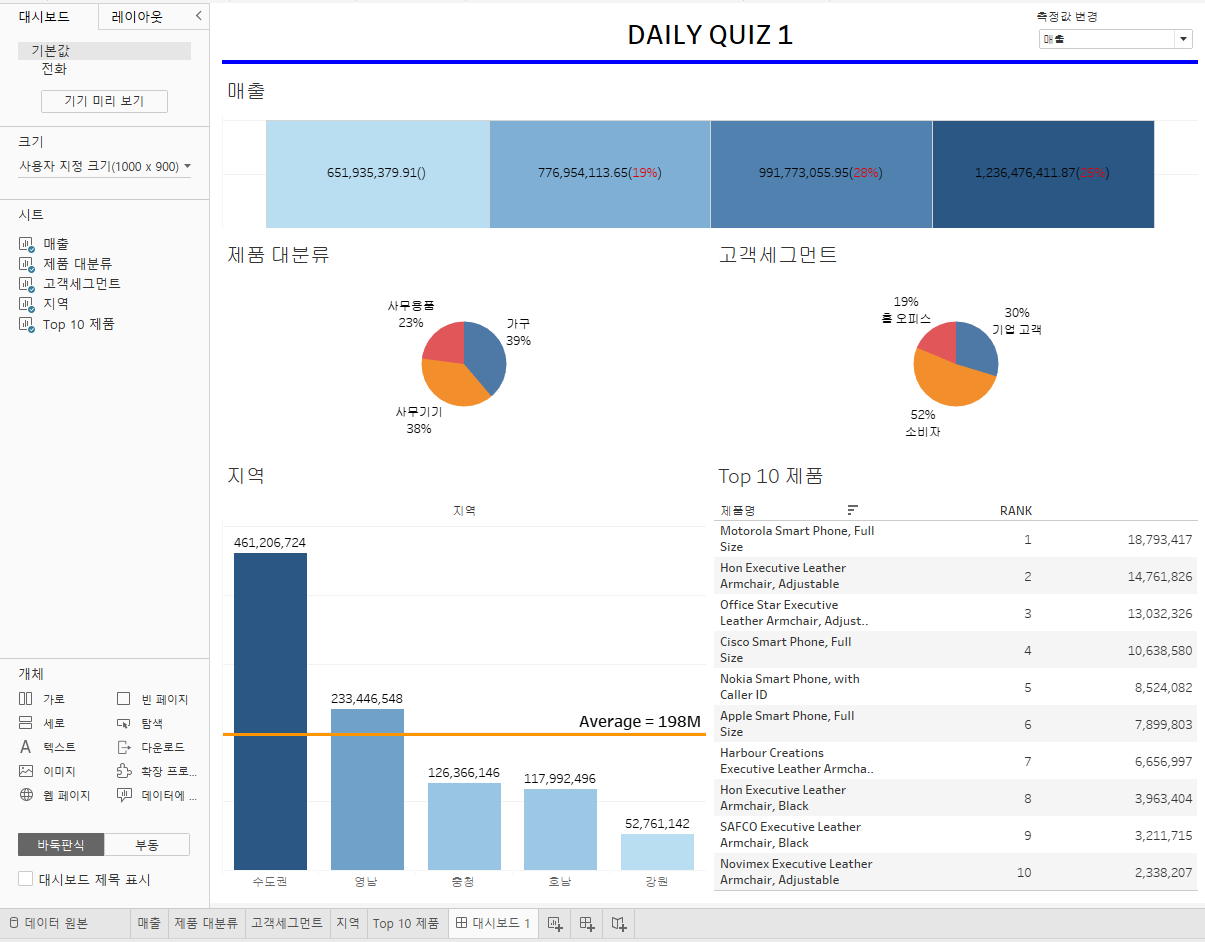 대시보드
레이아웃
기본값
전화
기기 미리 보기
크기
사용자 지정 크기(1000 x 900)
시트
매출
제품 대분류
고객세그먼트
지역
Top 10 제품
개체
가로
빈 페이지
세로
탐색
텍스트
다운로드
이미지
확장 프로...
웹 페이지
데이터에 ...
바둑판식
부동
대시보드 제목 표시
DAILY QUIZ 1
측정값 변경
매출
매출
651,935,379.91()
776,954,113.65(19%)
991,773,055.95(28%)
1,236,476,411.87(25%)
제품 대분류
사무용품
23%
가구
39%
사무기기
38%
고객세그먼트
19%
홈 오피스
30%
기업 고객
52%
소비자
지역
지역
461,206,724
233,446,548
Average = 198M
126,366,146
117,992,496
52,761,142
수도권
영남
충청
호남
강원
Top 10 제품
제품명 RANK
Motorola Smart Phone, Full
Size
1 18,793,417
Hon Executive Leather
Armchair, Adjustable
2 14,761,826
Office Star Executive
Leather Armchair, Adjust..
3 13,032,326
Cisco Smart Phone, Full
Size
4 10,638,580
Nokia Smart Phone, with
Caller ID
5 8,524,082
Apple Smart Phone, Full
Size
6 7,899,803
Harbour Creations
Executive Leather Armcha..
7 6,656,997
Hon Executive Leather
Armchair, Black
8 3,963,404
SAFCO Executive Leather
Armchair, Black
9 3,211,715
Novimex Executive Leather
Armchair, Adjustable
10 2,338,207
데이터 원본
매출
제품 대분류
고객세그먼트
지역
Top 10 제품
대시보드 1